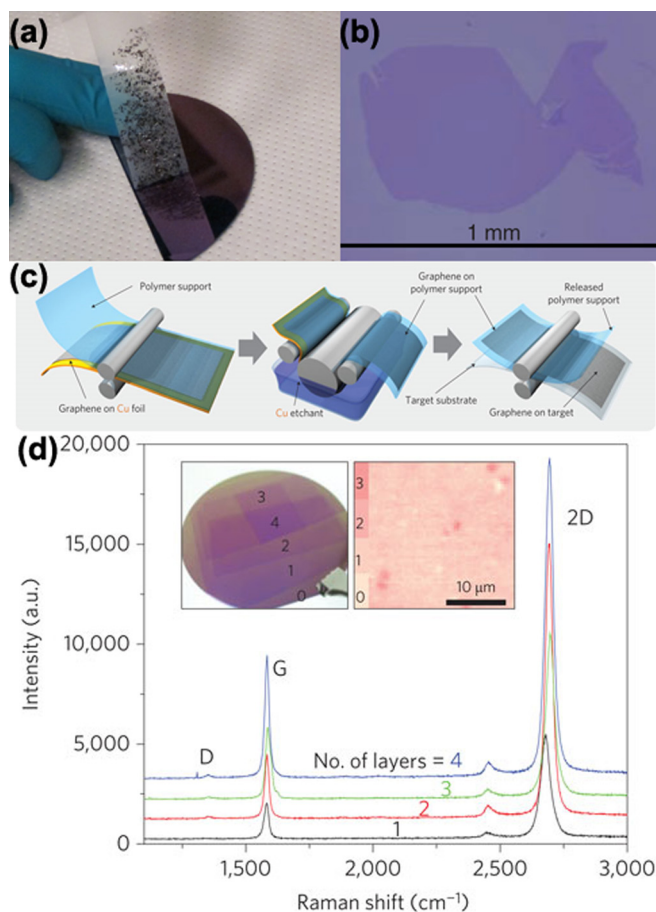 (a)
(b)
1 mm
(c)
Polymer support
Graphene on Cu foil
Cu etchant
Graphene on
polymer support
Target substrate
Released
polymer support
Graphene on target
(d)
20,000
15,000
10,000
5,000
0
Intensity (a.u.)
3
4
2
1
0
3
2
1
0
10 μm
2D
G
D
No. of layers = 4
3
2
1
1,500
2,000
2,500
3,000
Raman shift (cm⁻¹)